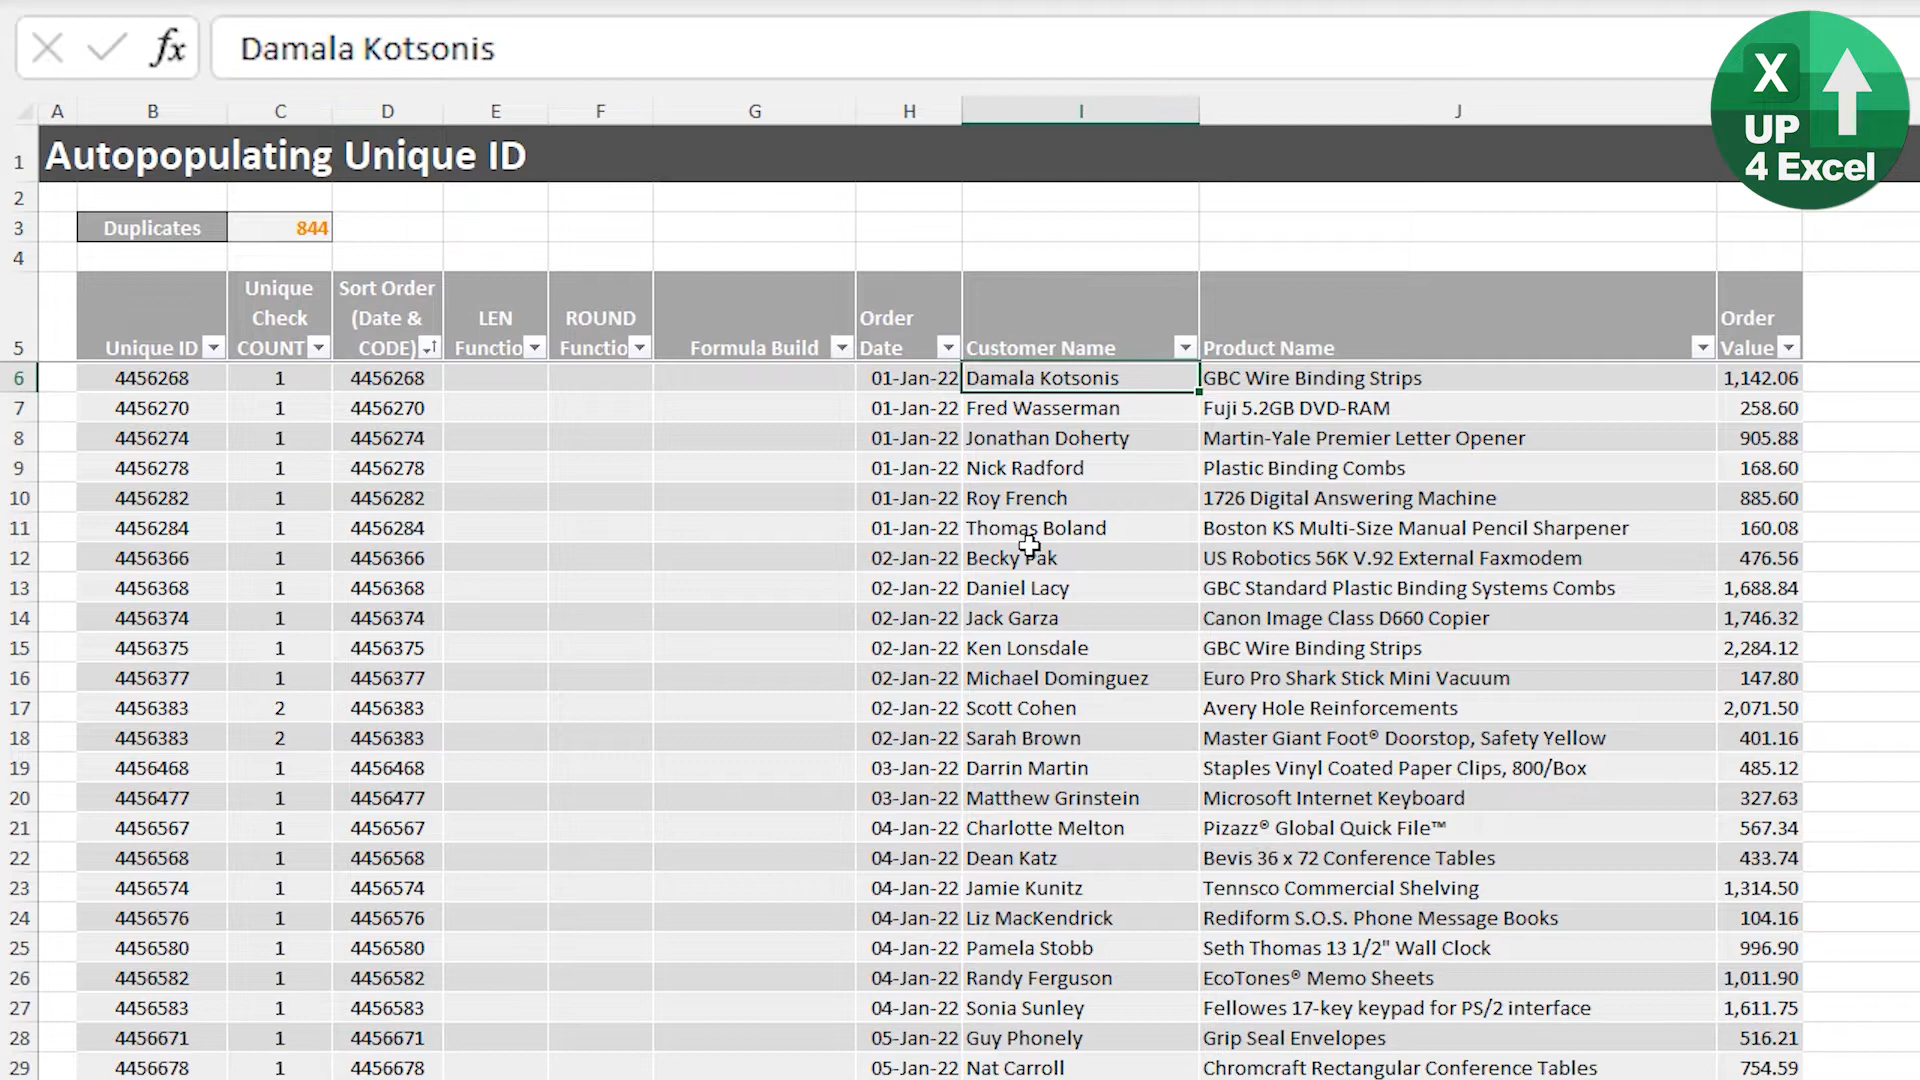 fx Damala Kotsonis
X
UP
4 Excel
A B C D E F G H I J
1 Autopopulating Unique ID
2
3 Duplicates 844
4
Unique Sort Order
Check (Date & LEN ROUND Order Order
5 Unique ID COUNT CODE) Functio Functio Formula Build Date Customer Name Product Name Value
6 4456268 1 4456268 01-Jan-22 Damala Kotsonis GBC Wire Binding Strips 1,142.06
7 4456270 1 4456270 01-Jan-22 Fred Wasserman Fuji 5.2GB DVD-RAM 258.60
8 4456274 1 4456274 01-Jan-22 Jonathan Doherty Martin-Yale Premier Letter Opener 905.88
9 4456278 1 4456278 01-Jan-22 Nick Radford Plastic Binding Combs 168.60
10 4456282 1 4456282 01-Jan-22 Roy French 1726 Digital Answering Machine 885.60
11 4456284 1 4456284 01-Jan-22 Thomas Boland Boston KS Multi-Size Manual Pencil Sharpener 160.08
12 4456366 1 4456366 02-Jan-22 Becky Pak US Robotics 56K V.92 External Faxmodem 476.56
13 4456368 1 4456368 02-Jan-22 Daniel Lacy GBC Standard Plastic Binding Systems Combs 1,688.84
14 4456374 1 4456374 02-Jan-22 Jack Garza Canon Image Class D660 Copier 1,746.32
15 4456375 1 4456375 02-Jan-22 Ken Lonsdale GBC Wire Binding Strips 2,284.12
16 4456377 1 4456377 02-Jan-22 Michael Dominguez Euro Pro Shark Stick Mini Vacuum 147.80
17 4456383 2 4456383 02-Jan-22 Scott Cohen Avery Hole Reinforcements 2,071.50
18 4456383 2 4456383 02-Jan-22 Sarah Brown Master Giant Foot® Doorstop, Safety Yellow 401.16
19 4456468 1 4456468 03-Jan-22 Darrin Martin Staples Vinyl Coated Paper Clips, 800/Box 485.12
20 4456477 1 4456477 03-Jan-22 Matthew Grinstein Microsoft Internet Keyboard 327.63
21 4456567 1 4456567 04-Jan-22 Charlotte Melton Pizazz® Global Quick File™ 567.34
22 4456568 1 4456568 04-Jan-22 Dean Katz Bevis 36 x 72 Conference Tables 433.74
23 4456574 1 4456574 04-Jan-22 Jamie Kunitz Tennsco Commercial Shelving 1,314.50
24 4456576 1 4456576 04-Jan-22 Liz MacKendrick Rediform S.O.S. Phone Message Books 104.16
25 4456580 1 4456580 04-Jan-22 Pamela Stobb Seth Thomas 13 1/2" Wall Clock 996.90
26 4456582 1 4456582 04-Jan-22 Randy Ferguson EcoTones® Memo Sheets 1,011.90
27 4456583 1 4456583 04-Jan-22 Sonia Sunley Fellowes 17-key keypad for PS/2 interface 1,611.75
28 4456671 1 4456671 05-Jan-22 Guy Phonely Grip Seal Envelopes 516.21
29 4456678 1 4456678 05-Jan-22 Nat Carroll Chromcraft Rectangular Conference Tables 754.59